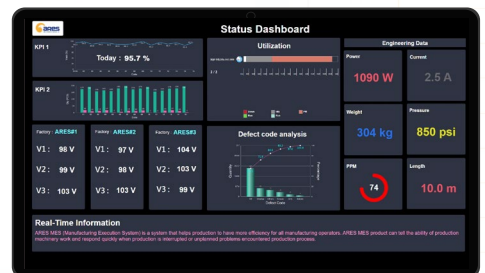 ares
Status Dashboard
KPI 1
Today : 95.7 %
KPI 2
Utilization
Engineering Data
Power
1090 W
Current
2.5 A
Weight
304 kg
Pressure
850 psi
PPM
74
Length
10.0 m
Factory : ARES#1
V1 : 98 V
V2 : 99 V
V3 : 103 V
Factory : ARES#2
V1 : 97 V
V2 : 98 V
V3 : 103 V
Factory : ARES#3
V1 : 104 V
V2 : 103 V
V3 : 99 V
Defect code analysis
Quantity
Percentage
Defect Codes
Real-Time Information
ARES MES (Manufacturing Execution System) is a system that helps production to have more efficiency for all manufacturing operators. ARES MES product can tell the ability of production
machinery work and respond quickly when production is interrupted or unplanned problems encountered production process.